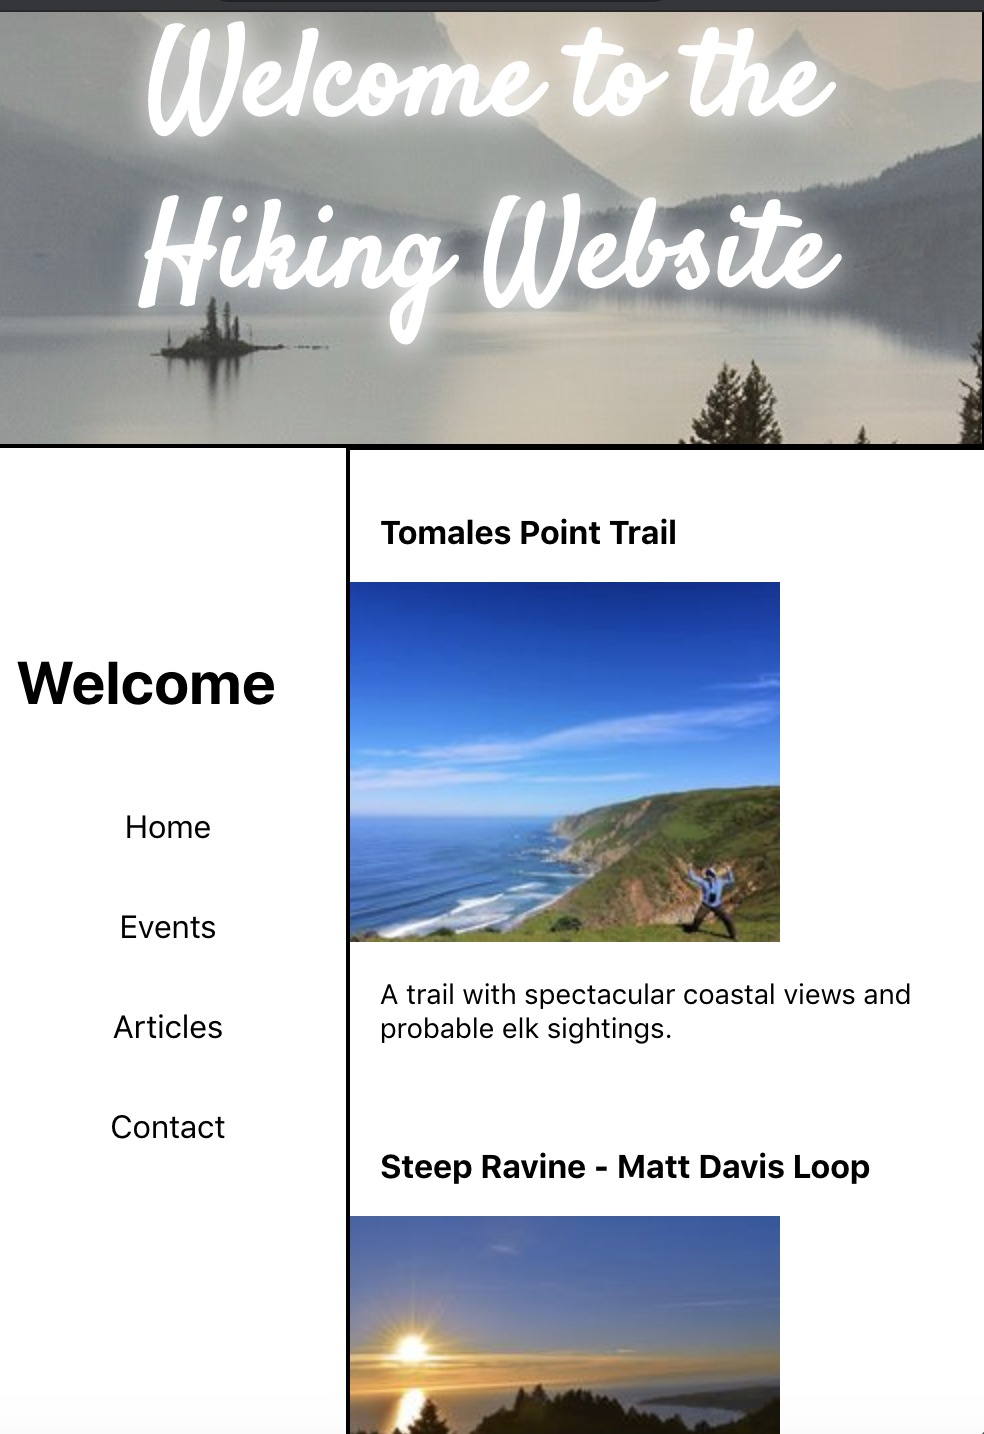 Welcome to the
Hiking Website
Welcome
Home
Events
Articles
Contact
Tomales Point Trail
A trail with spectacular coastal views and
probable elk sightings.
Steep Ravine - Matt Davis Loop